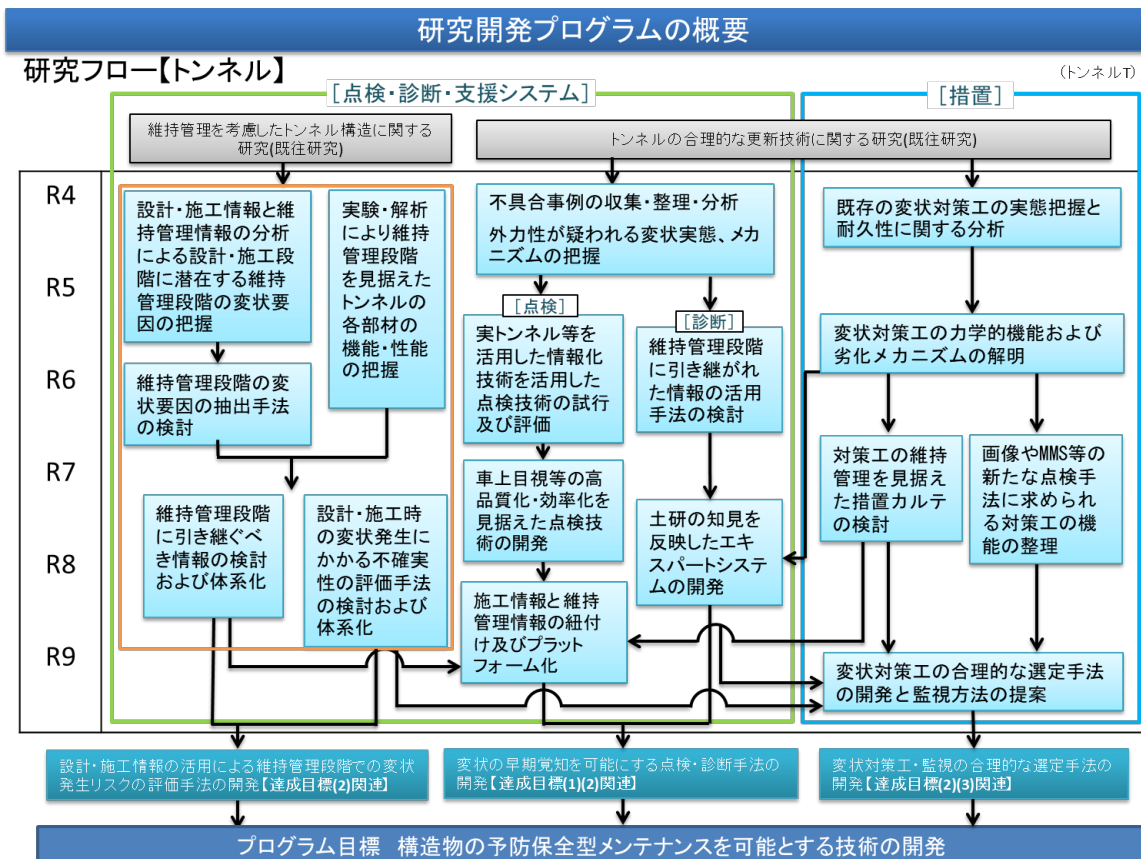 研究開発プログラムの概要
研究フロー【トンネル】
(トンネルT)
[点検・診断・支援システム]
[措置]
維持管理を考慮したトンネル構造に関する
研究(既往研究)
トンネルの合理的な更新技術に関する研究(既往研究)
R4
R5
R6
R7
R8
R9
設計・施工情報と維
持管理情報の分析
による設計・施工段
階に潜在する維持
管理段階の変状要
因の把握
実験・解析
により維持
管理段階
を見据えた
トンネルの
各部材の
機能・性能
の把握
維持管理段階の変
状要因の抽出手法
の検討
維持管理段階
に引き継ぐべ
き情報の検討
および体系化
設計・施工時
の変状発生に
かかる不確実
性の評価手法
の検討および
体系化
不具合事例の収集・整理・分析
外力性が疑われる変状実態、メカ
ニズムの把握
[点検]
実トンネル等を
活用した情報化
技術を活用した
点検技術の試行
及び評価
車上目視等の高
品質化・効率化を
見据えた点検技
術の開発
施工情報と維持
管理情報の紐付
け及びプラット
フォーム化
[診断]
維持管理段階
に引き継がれ
た情報の活用
手法の検討
土研の知見を
反映したエキ
スパートシステ
ムの開発
既存の変状対策工の実態把握と
耐久性に関する分析
変状対策工の力学的機能および
劣化メカニズムの解明
対策工の維持
管理を見据え
た措置カルテ
の検討
画像やMMS等の
新たな点検手
法に求められ
る対策工の機
能の整理
変状対策工の合理的な選定手法
の開発と監視方法の提案
設計・施工情報の活用による維持管理段階での変状
発生リスクの評価手法の開発【達成目標(2)関連】
変状の早期覚知を可能にする点検・診断手法の
開発【達成目標(1)(2)関連】
変状対策工・監視の合理的な選定手法の
開発【達成目標(2)(3)関連】
プログラム目標 構造物の予防保全型メンテナンスを可能とする技術の開発